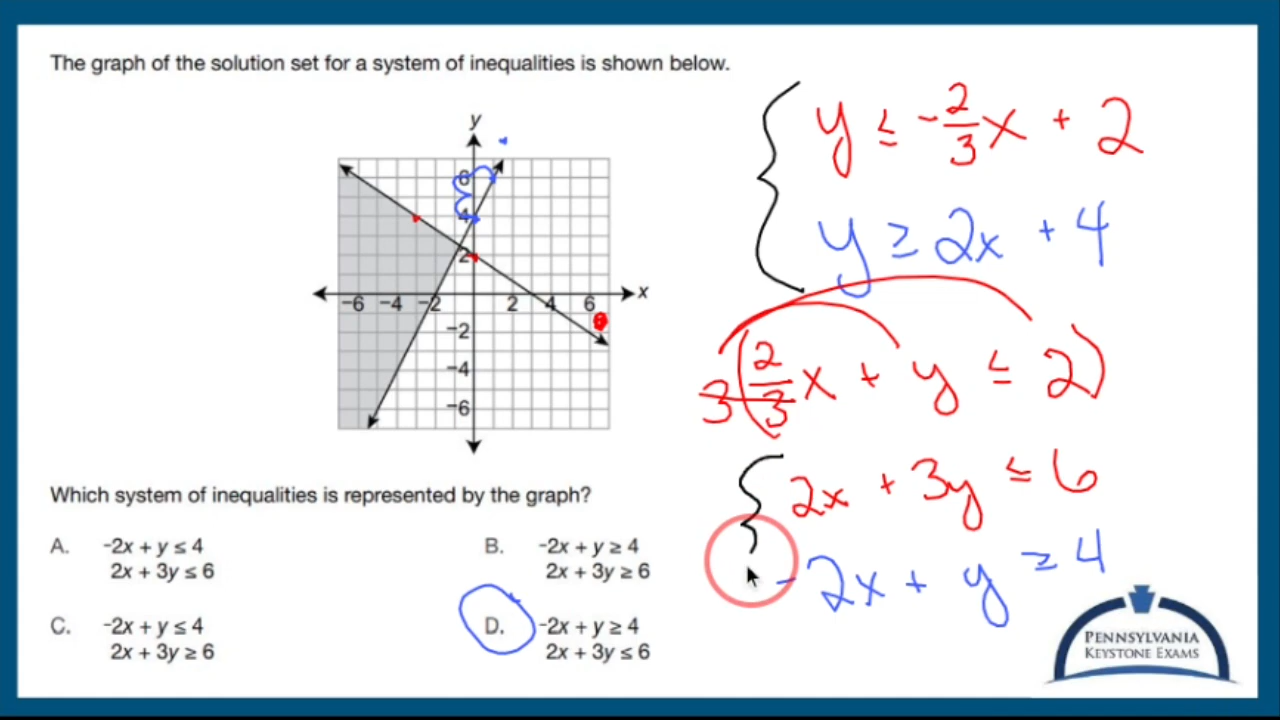 The graph of the solution set for a system of inequalities is shown below.
y
6
4
2
-6 -4 -2 2 4 6 x
-2
-4
-6
y ≤ -2/3x + 2
y ≥ 2x + 4
3(2/3x + y ≤ 2)
2x + 3y ≤ 6
-2x + y ≥ 4
Which system of inequalities is represented by the graph?
A. -2x + y ≤ 4
2x + 3y ≤ 6
B. -2x + y ≥ 4
2x + 3y ≥ 6
C. -2x + y ≤ 4
2x + 3y ≥ 6
D. -2x + y ≥ 4
2x + 3y ≤ 6
PENNSYLVANIA
KEYSTONE EXAMS